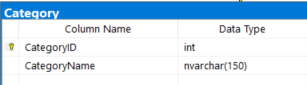 Category
Column Name Data Type
CategoryID int
CategoryName nvarchar(150)